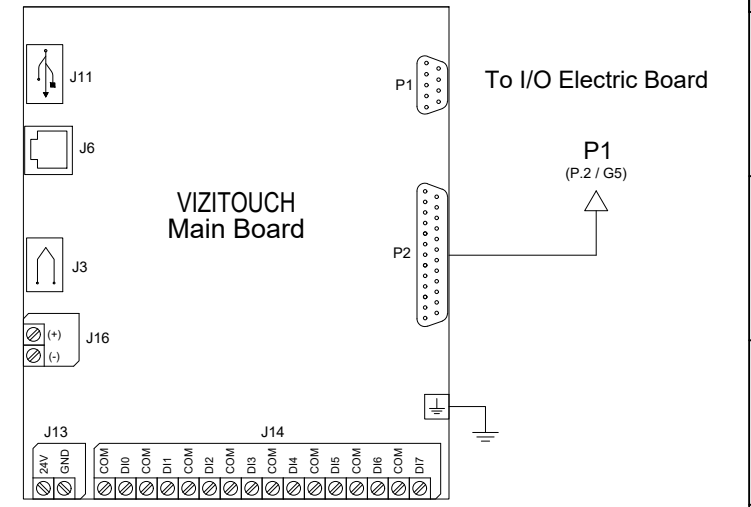 J11
P1
To I/O Electric Board
J6
P1
(P.2 / G5)
VIZITOUCH
Main Board
P2
J3
(+)
J16
(-)
J13
J14
24V
GND
COM
DI0
COM
DI1
COM
DI2
COM
DI3
COM
DI4
COM
DI5
COM
DI6
COM
DI7